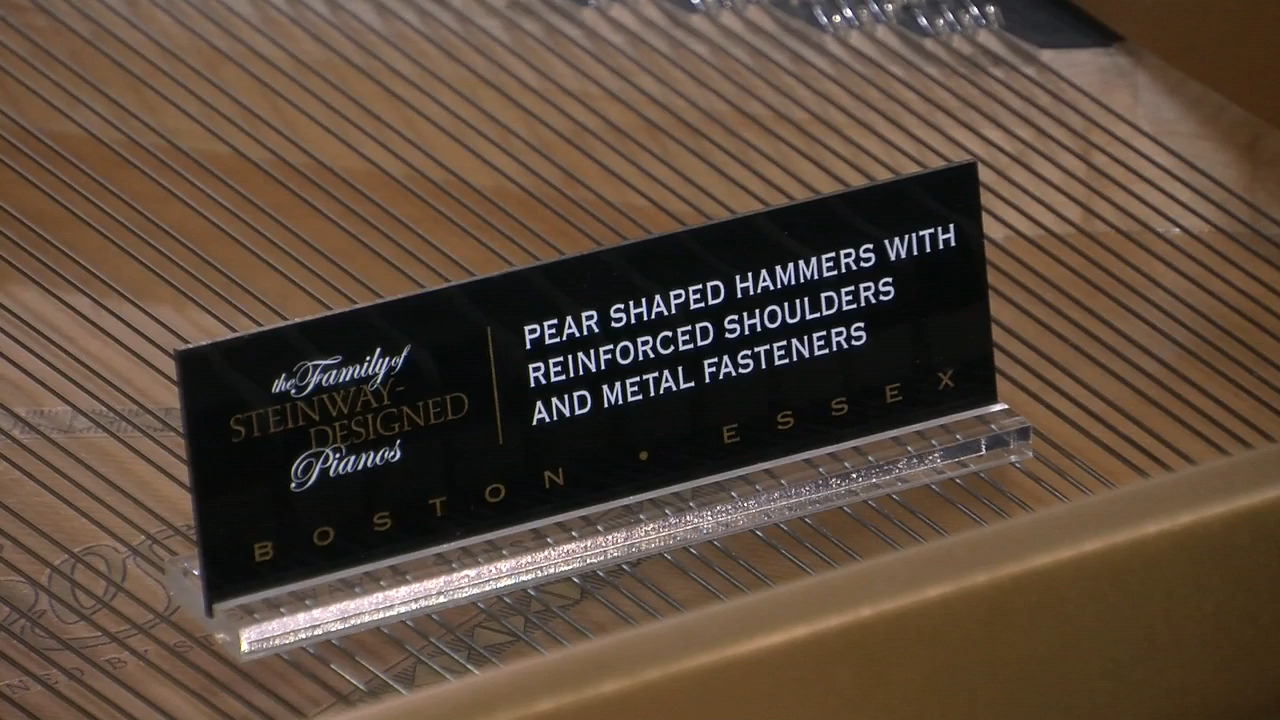 the Family of
STEINWAY-
DESIGNED
Pianos
PEAR SHAPED HAMMERS WITH
REINFORCED SHOULDERS
AND METAL FASTENERS
BOSTON • ESSEX